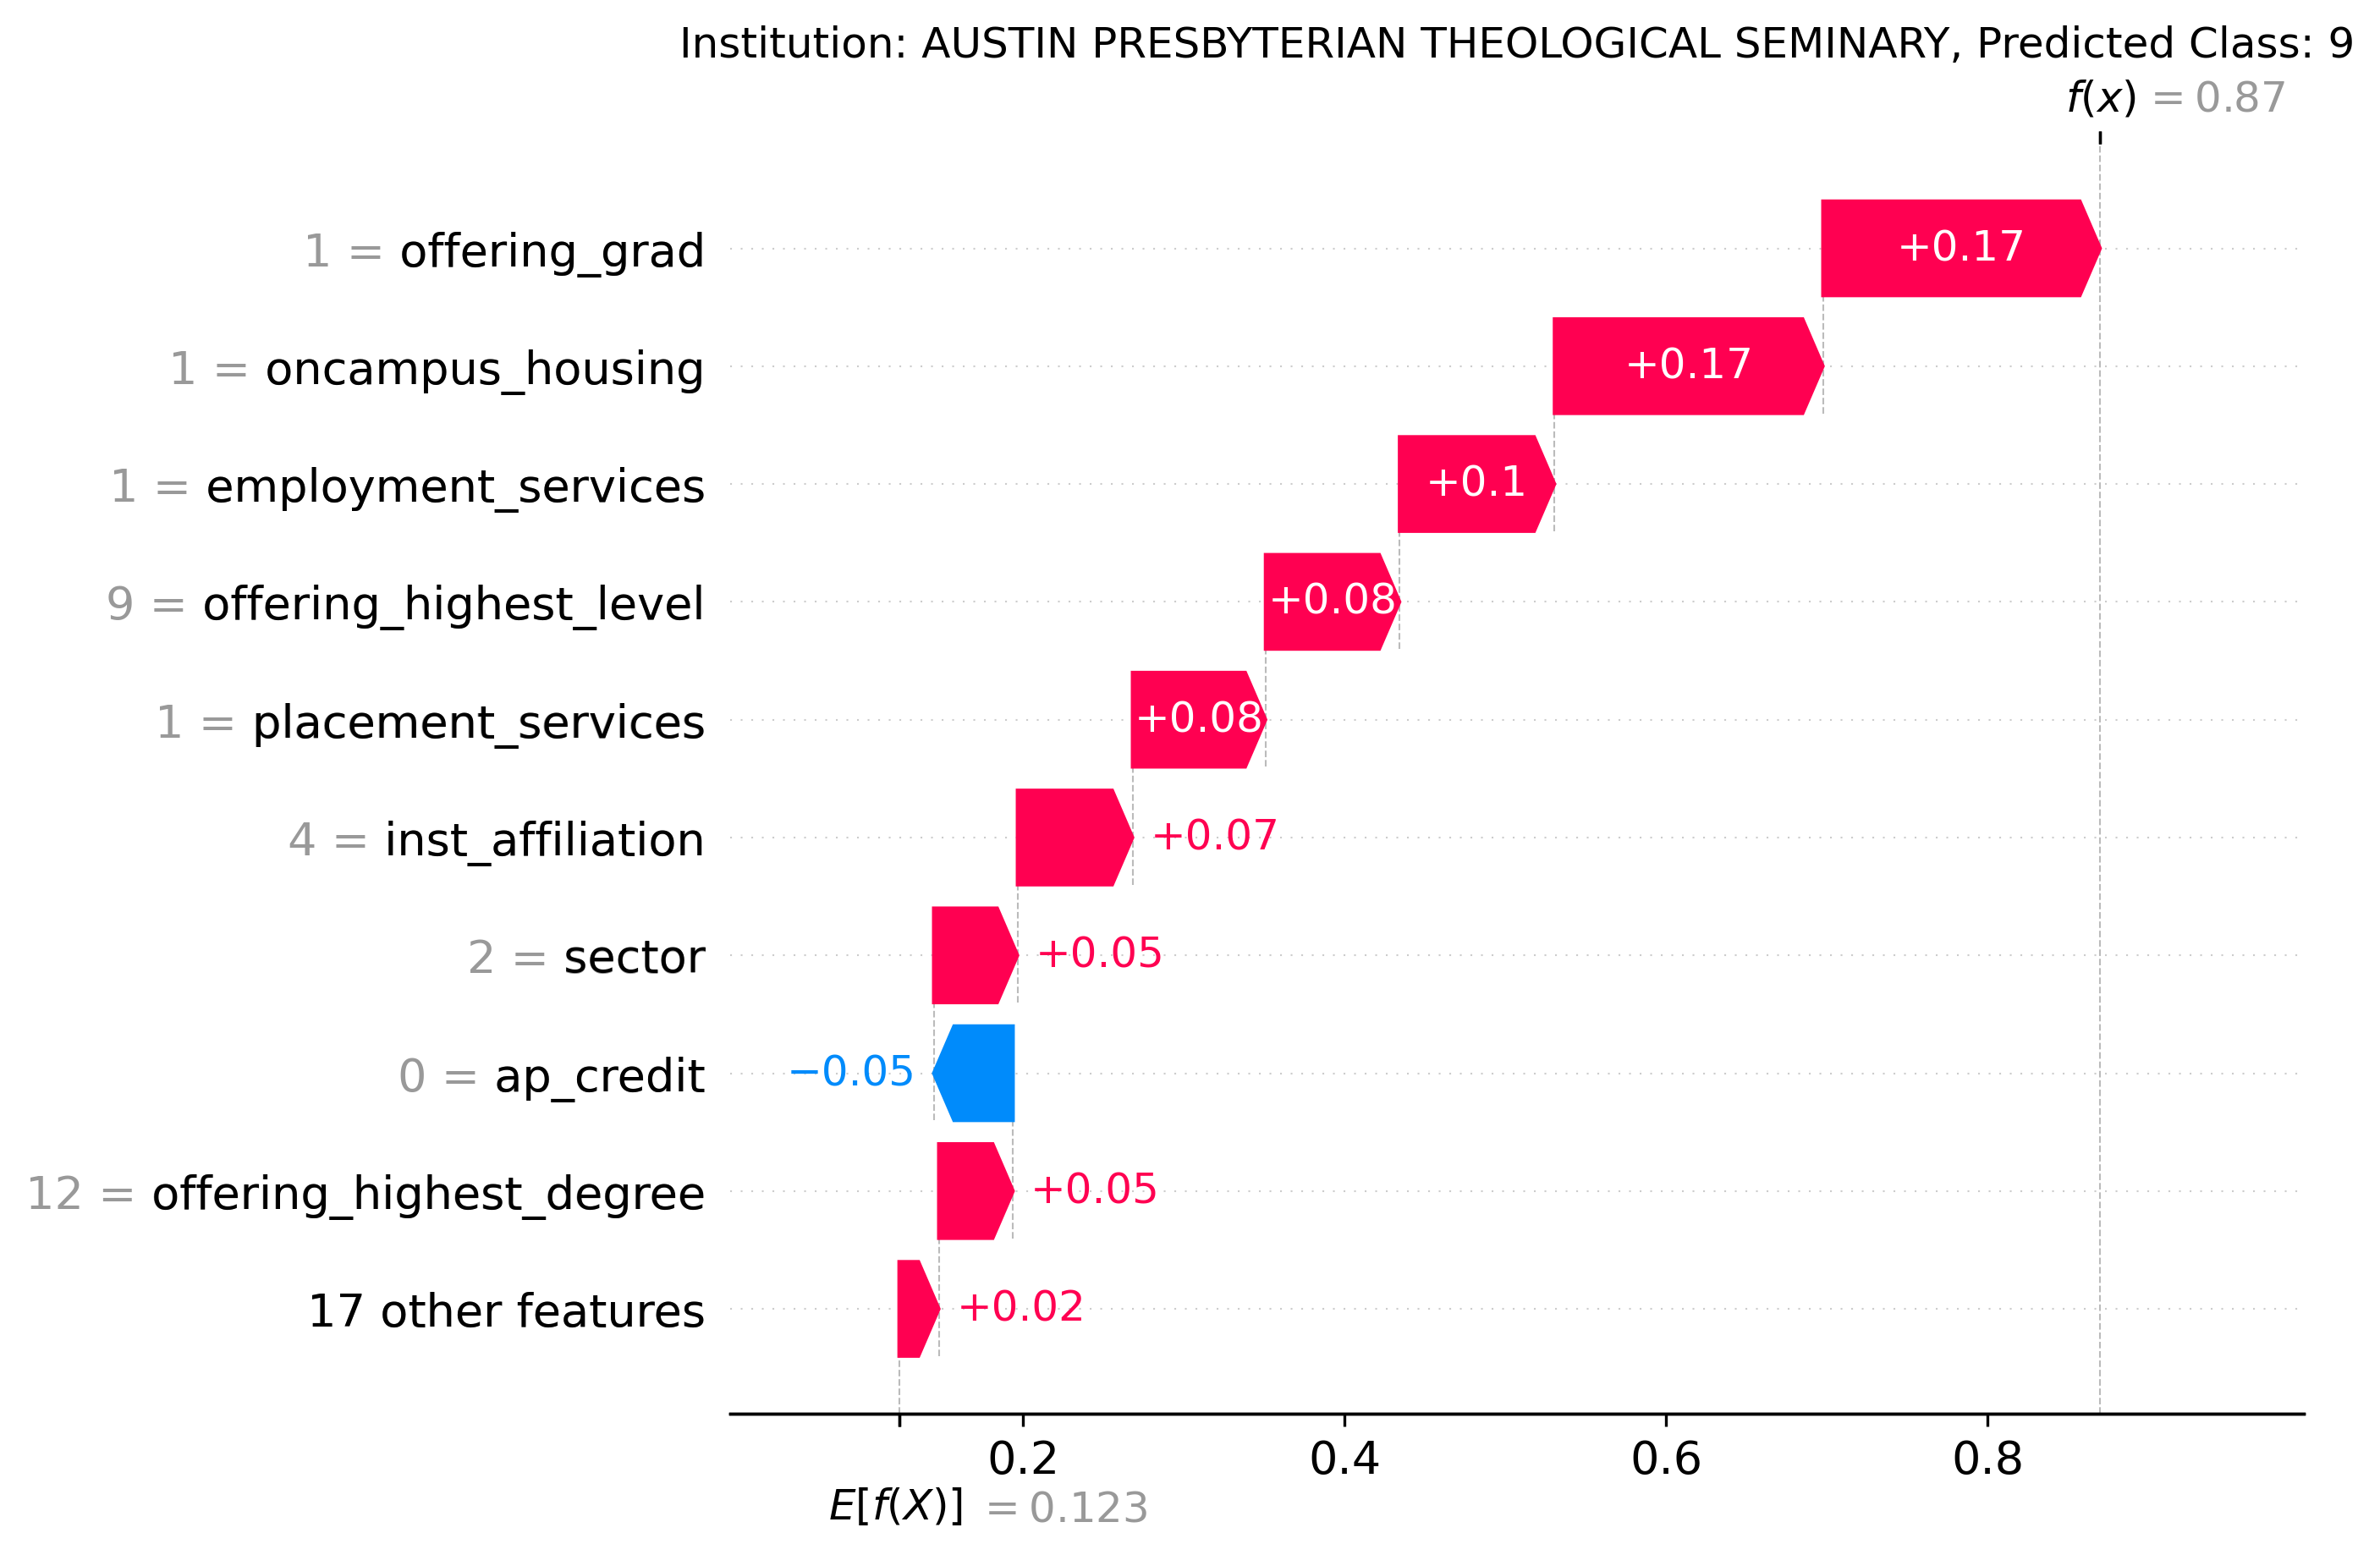 Institution: AUSTIN PRESBYTERIAN THEOLOGICAL SEMINARY, Predicted Class: 9
f(x) = 0.87
1 = offering_grad +0.17
1 = oncampus_housing +0.17
1 = employment_services +0.1
9 = offering_highest_level +0.08
1 = placement_services +0.08
4 = inst_affiliation +0.07
2 = sector +0.05
0 = ap_credit −0.05
12 = offering_highest_degree +0.05
17 other features +0.02
0.2 0.4 0.6 0.8
E[f(X)] = 0.123